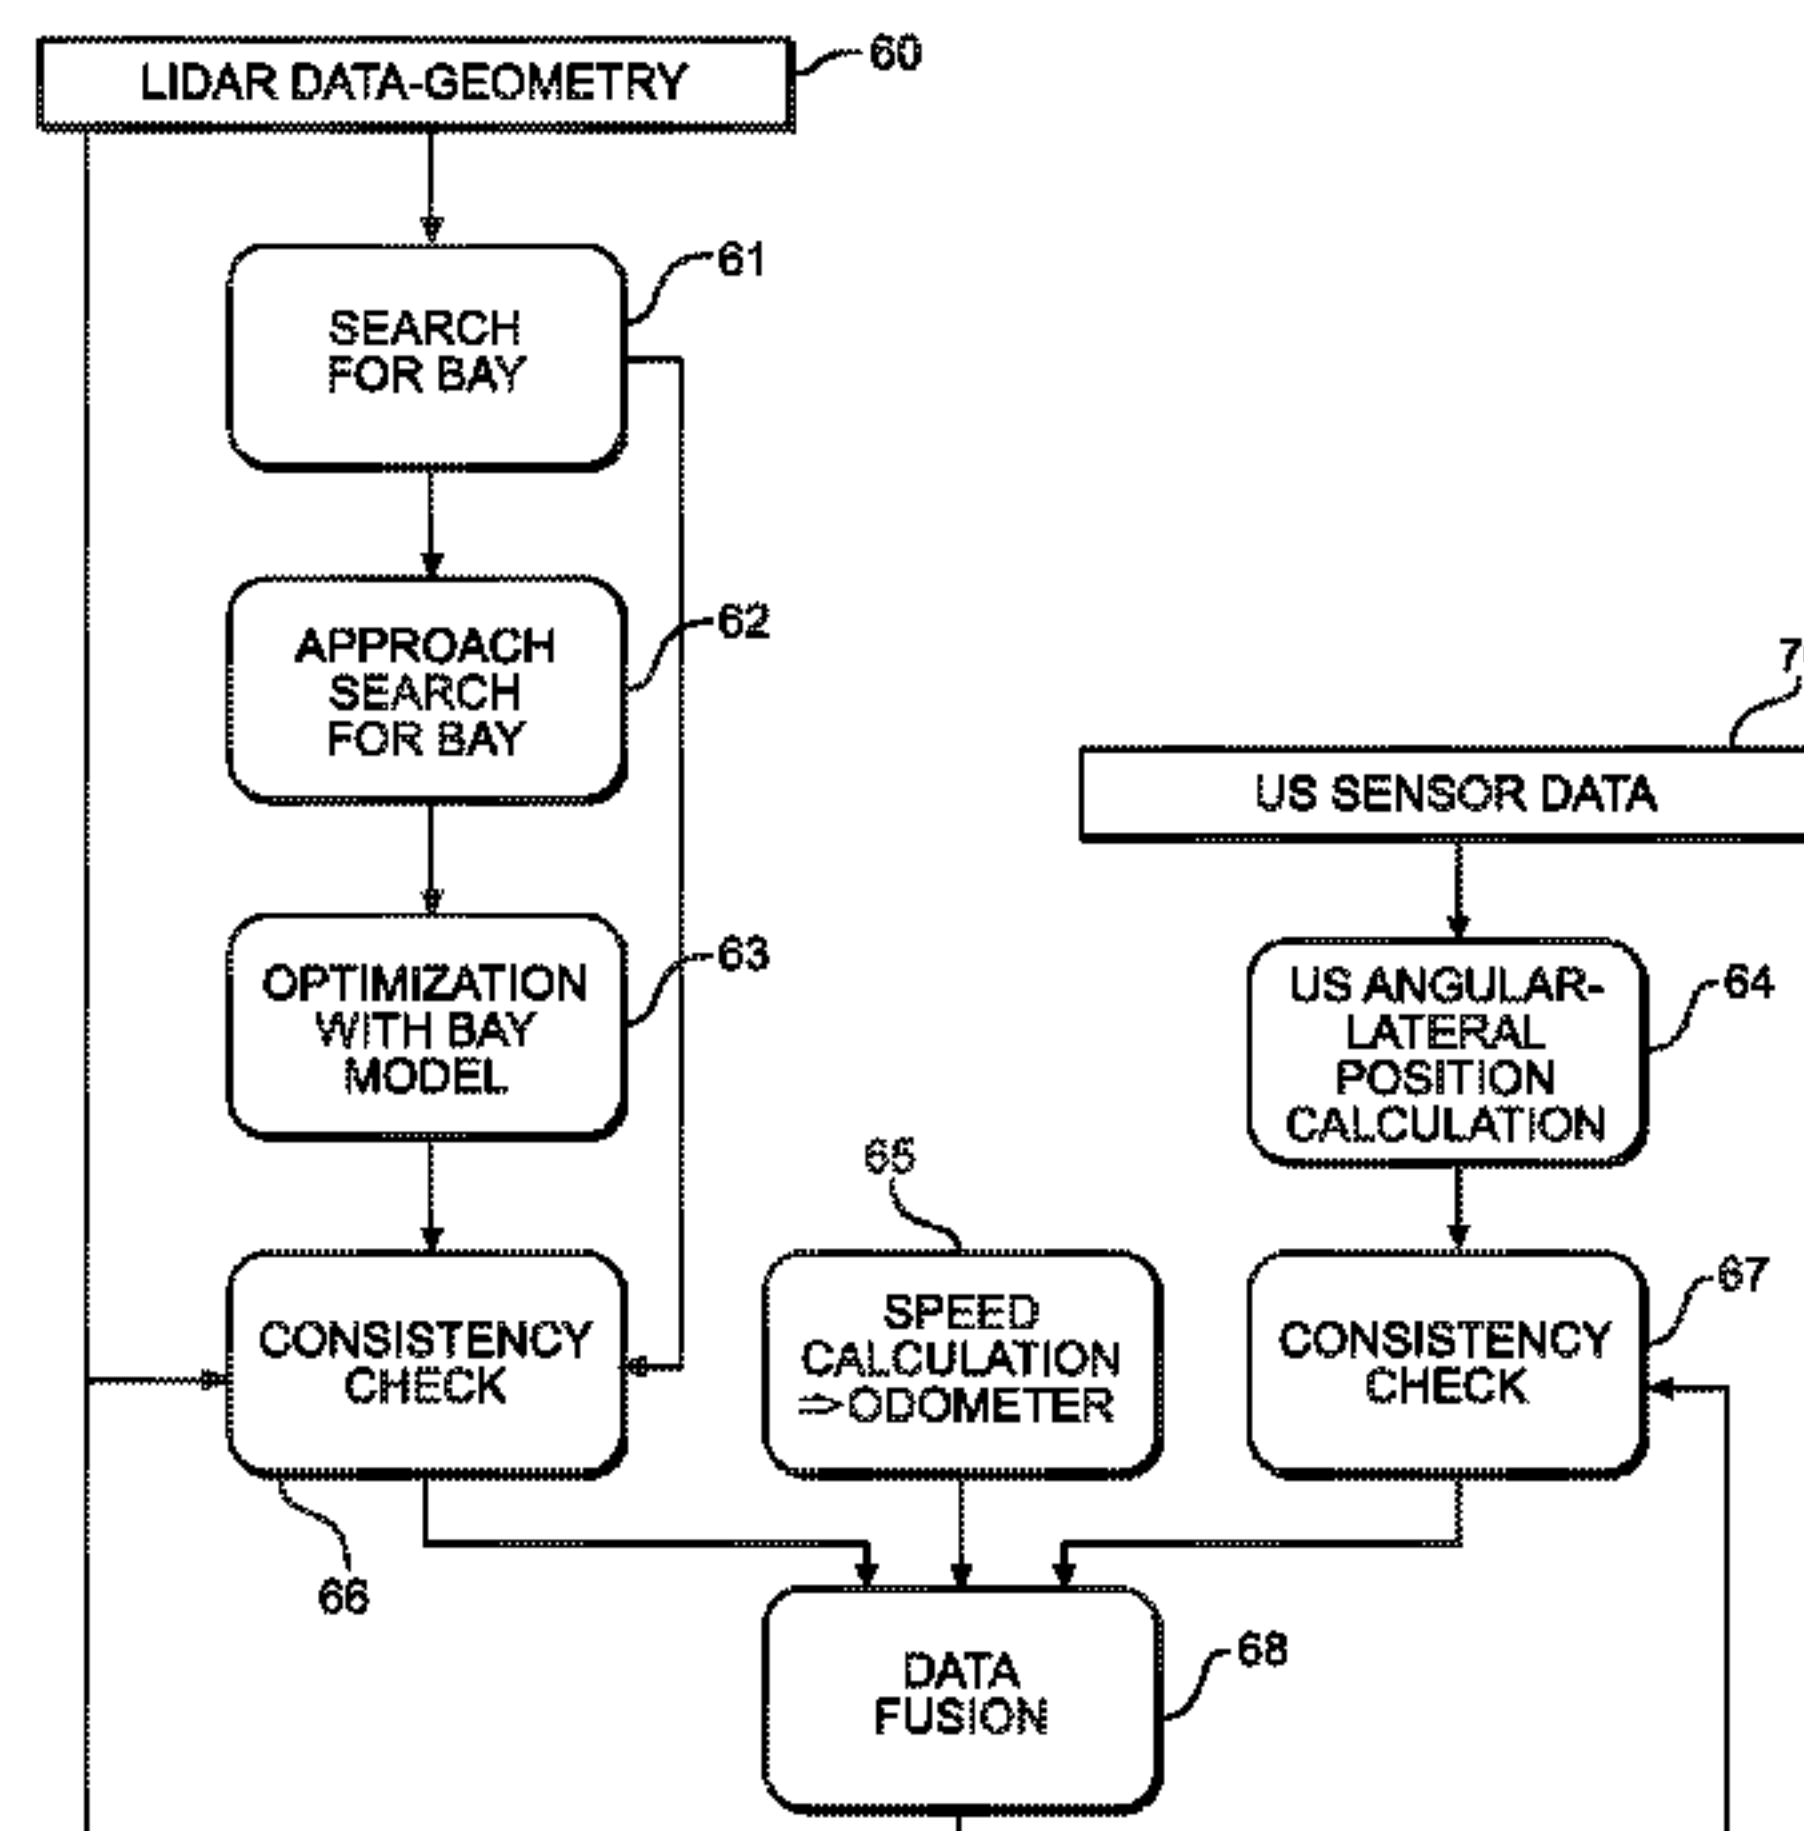 LIDAR DATA-GEOMETRY
60
SEARCH
FOR BAY
61
APPROACH
SEARCH
FOR BAY
62
US SENSOR DATA
OPTIMIZATION
WITH BAY
MODEL
63
US ANGULAR-
LATERAL
POSITION
CALCULATION
64
CONSISTENCY
CHECK
66
65
SPEED
CALCULATION
⇒ODOMETER
CONSISTENCY
CHECK
67
DATA
FUSION
68